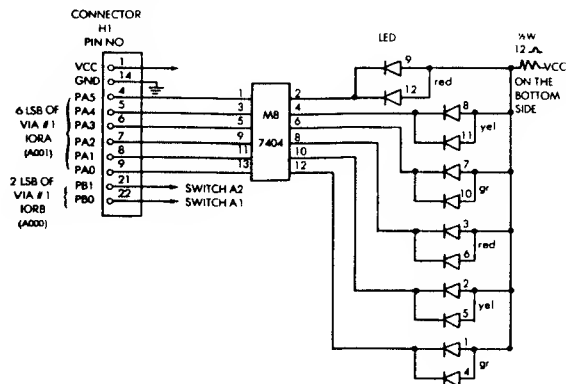 CONNECTOR
H1
PIN NO
VCC 1
GND 14
PA5 4
PA4 5
PA3 6
PA2 7
PA1 8
PA0 9
PB1 21
PB0 22
6 LSB OF
VIA #1
IORA
(A001)
2 LSB OF
VIA #1
IORB
(A000)
SWITCH A2
SWITCH A1
1
3
5
9
11
13
M8
7404
2
4
6
8
10
12
LED
9
12
red
8
11
yel
7
10
gr
3
6
red
2
5
yel
1
4
gr
½W
12
VCC
ON THE
BOTTOM
SIDE